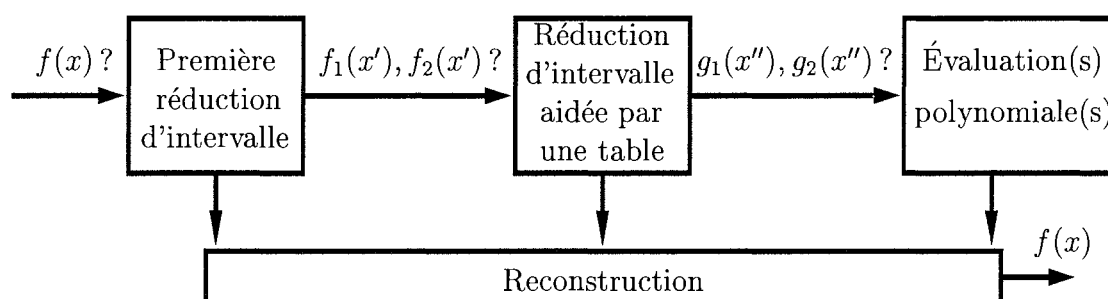 f(x) ?
Première
réduction
d'intervalle
f₁(x′), f₂(x′) ?
Réduction
d'intervalle
aidée par
une table
g₁(x″), g₂(x″) ?
Évaluation(s)
polynomiale(s)
f(x)
Reconstruction